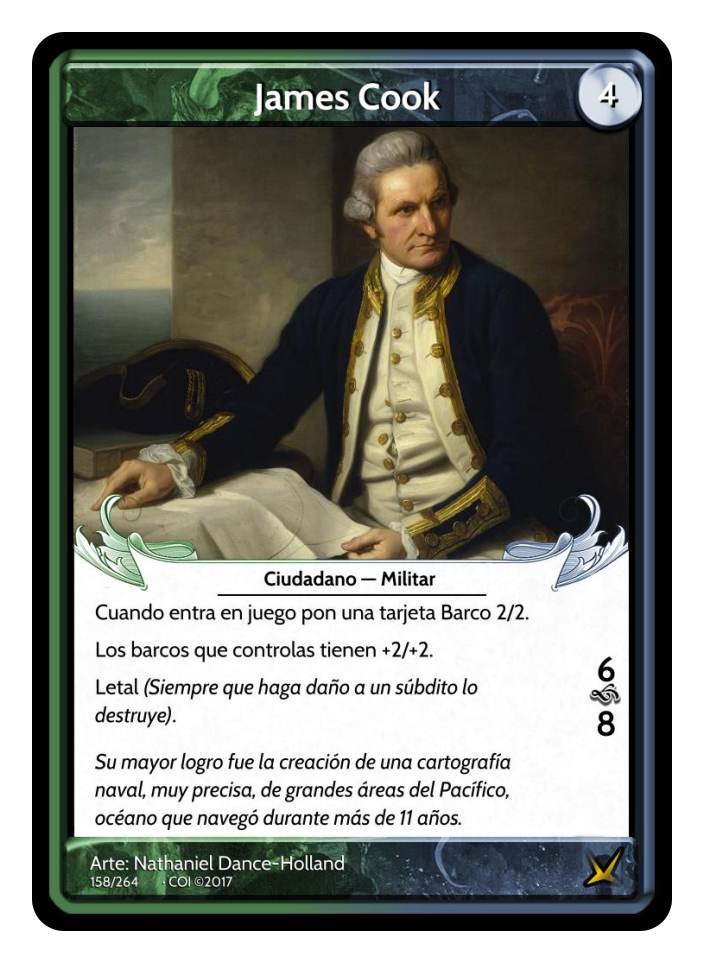 James Cook
4
Ciudadano — Militar
Cuando entra en juego pon una tarjeta Barco 2/2.
Los barcos que controlas tienen +2/+2.
Letal (Siempre que haga daño a un súbdito lo
destruye).
6
8
Su mayor logro fue la creación de una cartografía
naval, muy precisa, de grandes áreas del Pacífico,
océano que navegó durante más de 11 años.
Arte: Nathaniel Dance-Holland
158/264 · COI ©2017